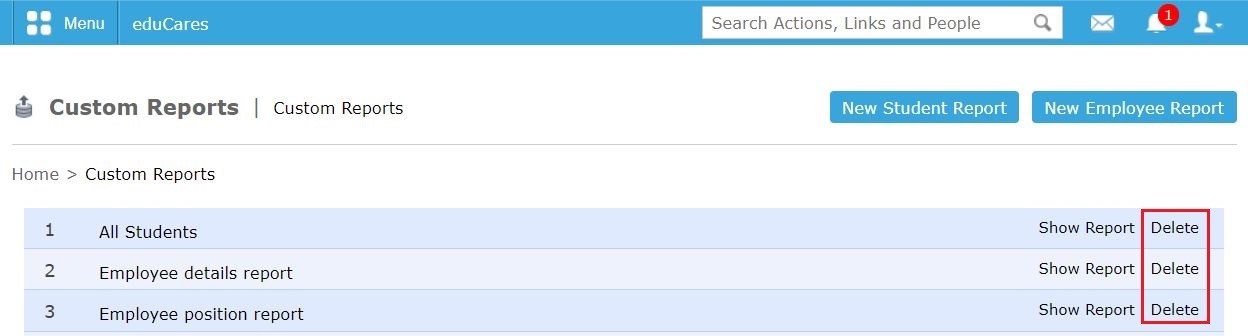 Menu eduCares Search Actions, Links and People 1
Custom Reports | Custom Reports New Student Report New Employee Report
Home > Custom Reports
1 All Students Show Report Delete
2 Employee details report Show Report Delete
3 Employee position report Show Report Delete